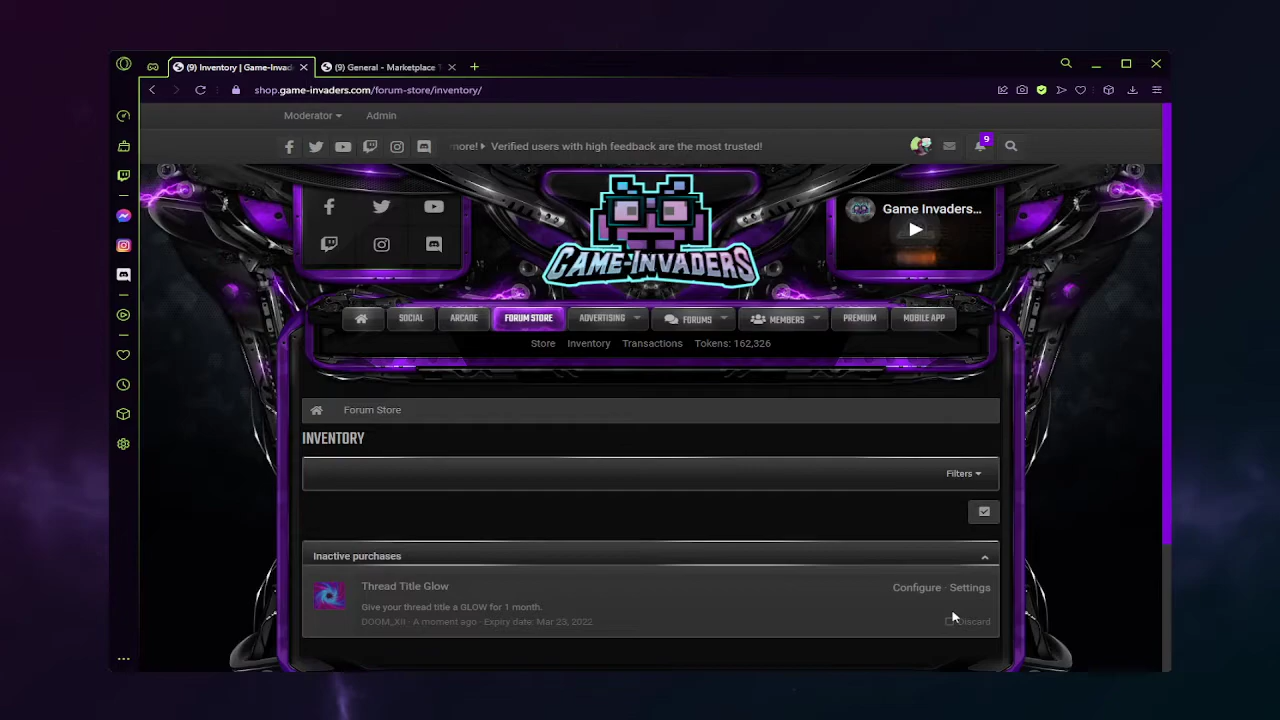 (9) Inventory | Game-Invad
(9) General - Marketplace T
shop.game-invaders.com/forum-store/inventory/
Moderator
Admin
more! Verified users with high feedback are the most trusted!
9
Game Invaders…
GAME-INVADERS
SOCIAL
ARCADE
FORUM STORE
ADVERTISING
FORUMS
MEMBERS
PREMIUM
MOBILE APP
Store
Inventory
Transactions
Tokens: 162,326
Forum Store
INVENTORY
Filters
Inactive purchases
Thread Title Glow
Configure · Settings
Give your thread title a GLOW for 1 month.
DOOM_XII · A moment ago · Expiry date: Mar 23, 2022
Discard